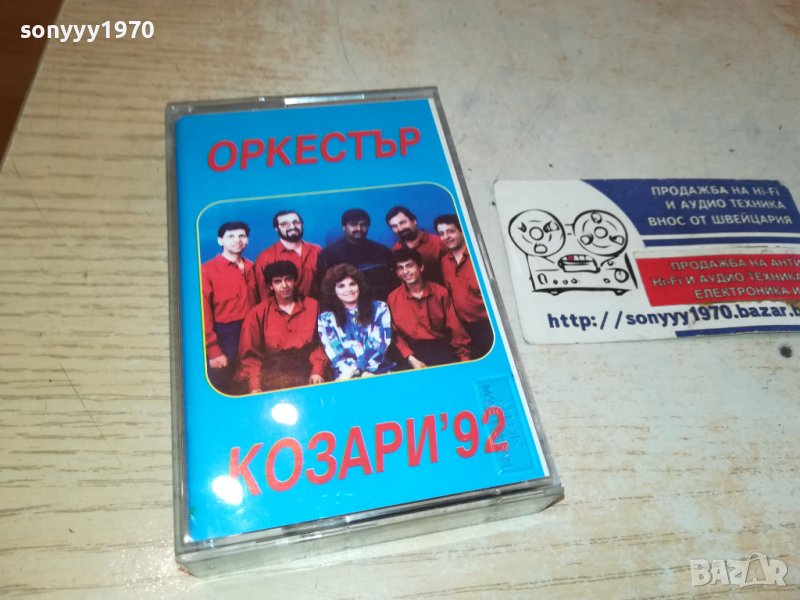 sonyyy1970
ОРКЕСТЪР
КОЗАРИ'92
ПРОДАЖБА НА Hi-Fi
И АУДИО ТЕХНИКА
ВНОС ОТ ШВЕЙЦАРИЯ
ПРОДАЖБА НА АНТИ
Hi-Fi И АУДИО ТЕХНИКА
ЕЛЕКТРОНИКА И
http://sonyyy1970.bazar.b
BAZAR